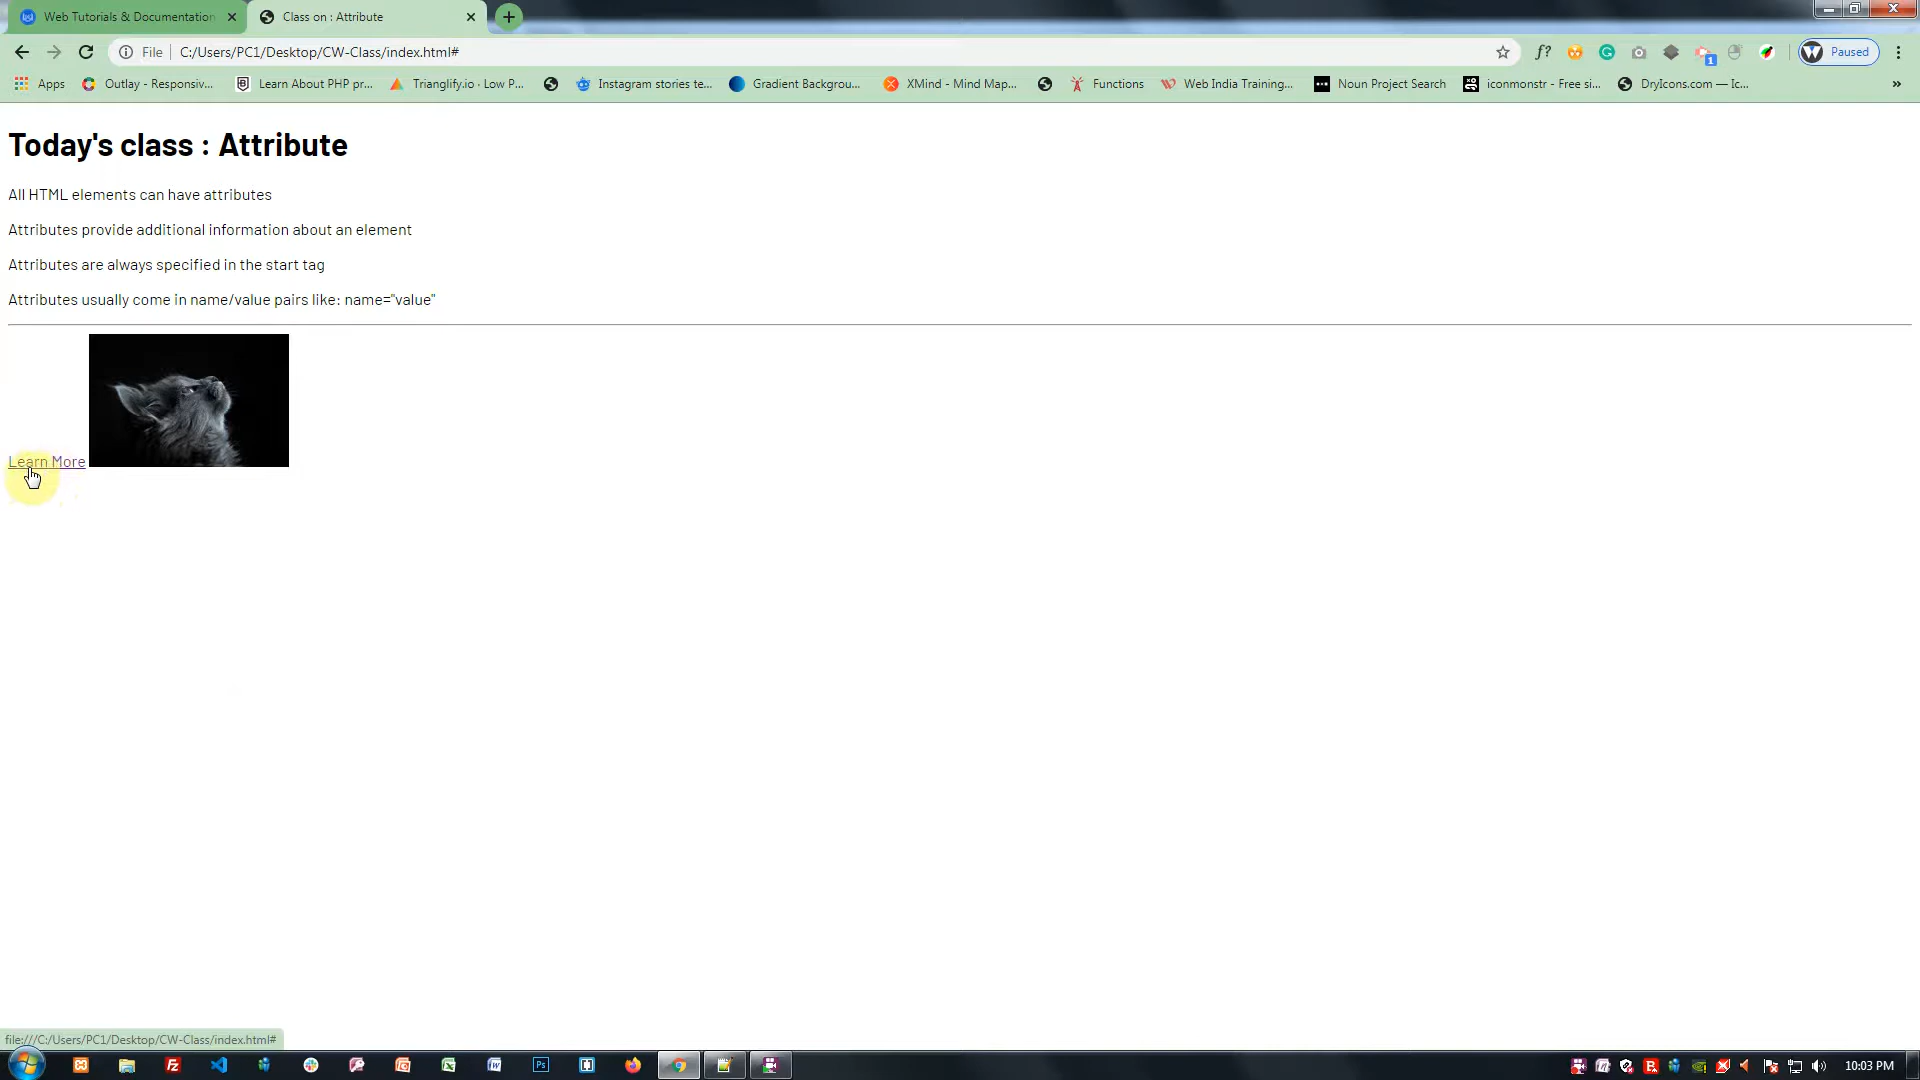 Web Tutorials & Documentation
Class on : Attribute
File C:/Users/PC1/Desktop/CW-Class/index.html#
Paused
Apps Outlay - Responsiv... Learn About PHP pr... Trianglify.io · Low P... Instagram stories te... Gradient Backgrou... XMind - Mind Map... Functions Web India Training... Noun Project Search iconmonstr - Free si... DryIcons.com — Ic... »
Today's class : Attribute
All HTML elements can have attributes
Attributes provide additional information about an element
Attributes are always specified in the start tag
Attributes usually come in name/value pairs like: name="value"
Learn More
file:///C:/Users/PC1/Desktop/CW-Class/index.html#
10:03 PM